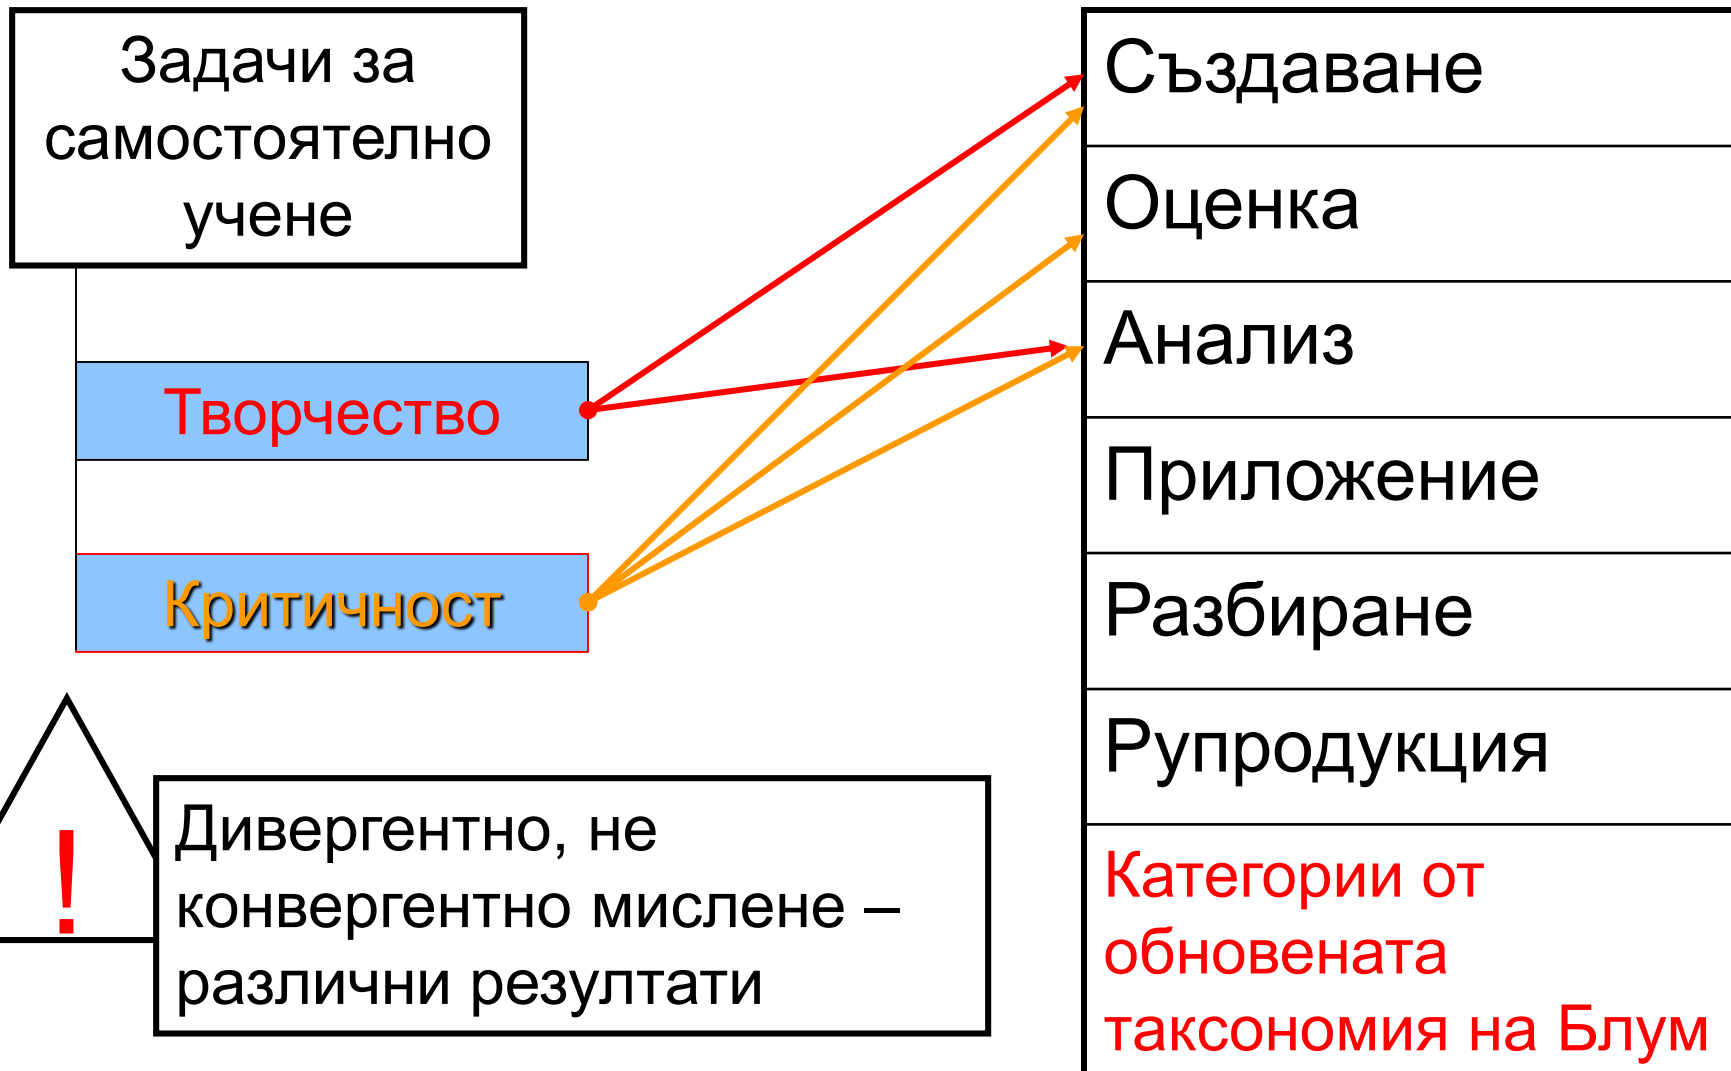 Задачи за
самостоятелно
учене
Творчество
Критичност
!
Дивергентно, не
конвергентно мислене –
различни резултати
Създаване
Оценка
Анализ
Приложение
Разбиране
Рупродукция
Категории от
обновената
таксономия на Блум